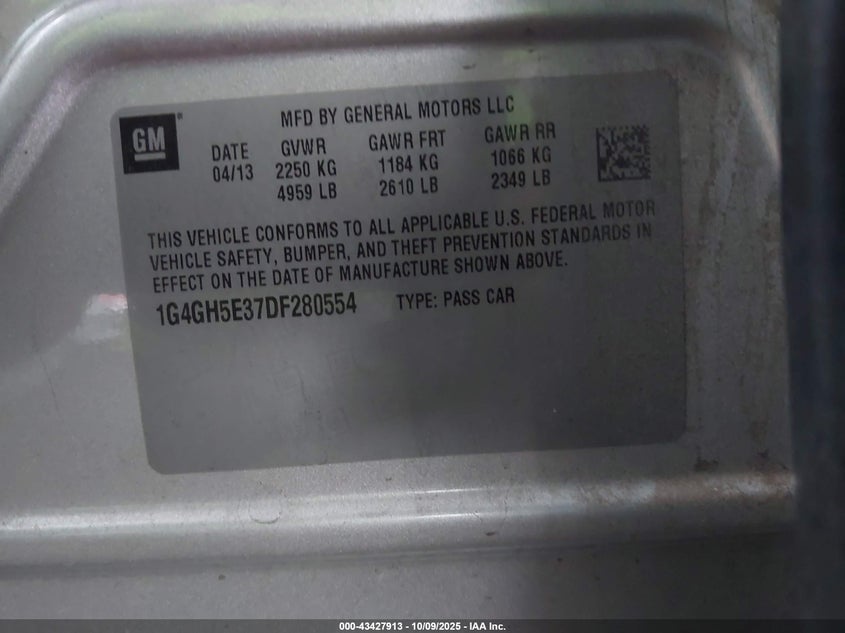 GM
MFD BY GENERAL MOTORS LLC
DATE GVWR GAWR FRT GAWR RR
04/13 2250 KG 1184 KG 1066 KG
4959 LB 2610 LB 2349 LB
THIS VEHICLE CONFORMS TO ALL APPLICABLE U.S. FEDERAL MOTOR
VEHICLE SAFETY, BUMPER, AND THEFT PREVENTION STANDARDS IN
EFFECT ON THE DATE OF MANUFACTURE SHOWN ABOVE.
1G4GH5E37DF280554 TYPE: PASS CAR
000-43427913 - 10/09/2025 - IAA Inc.